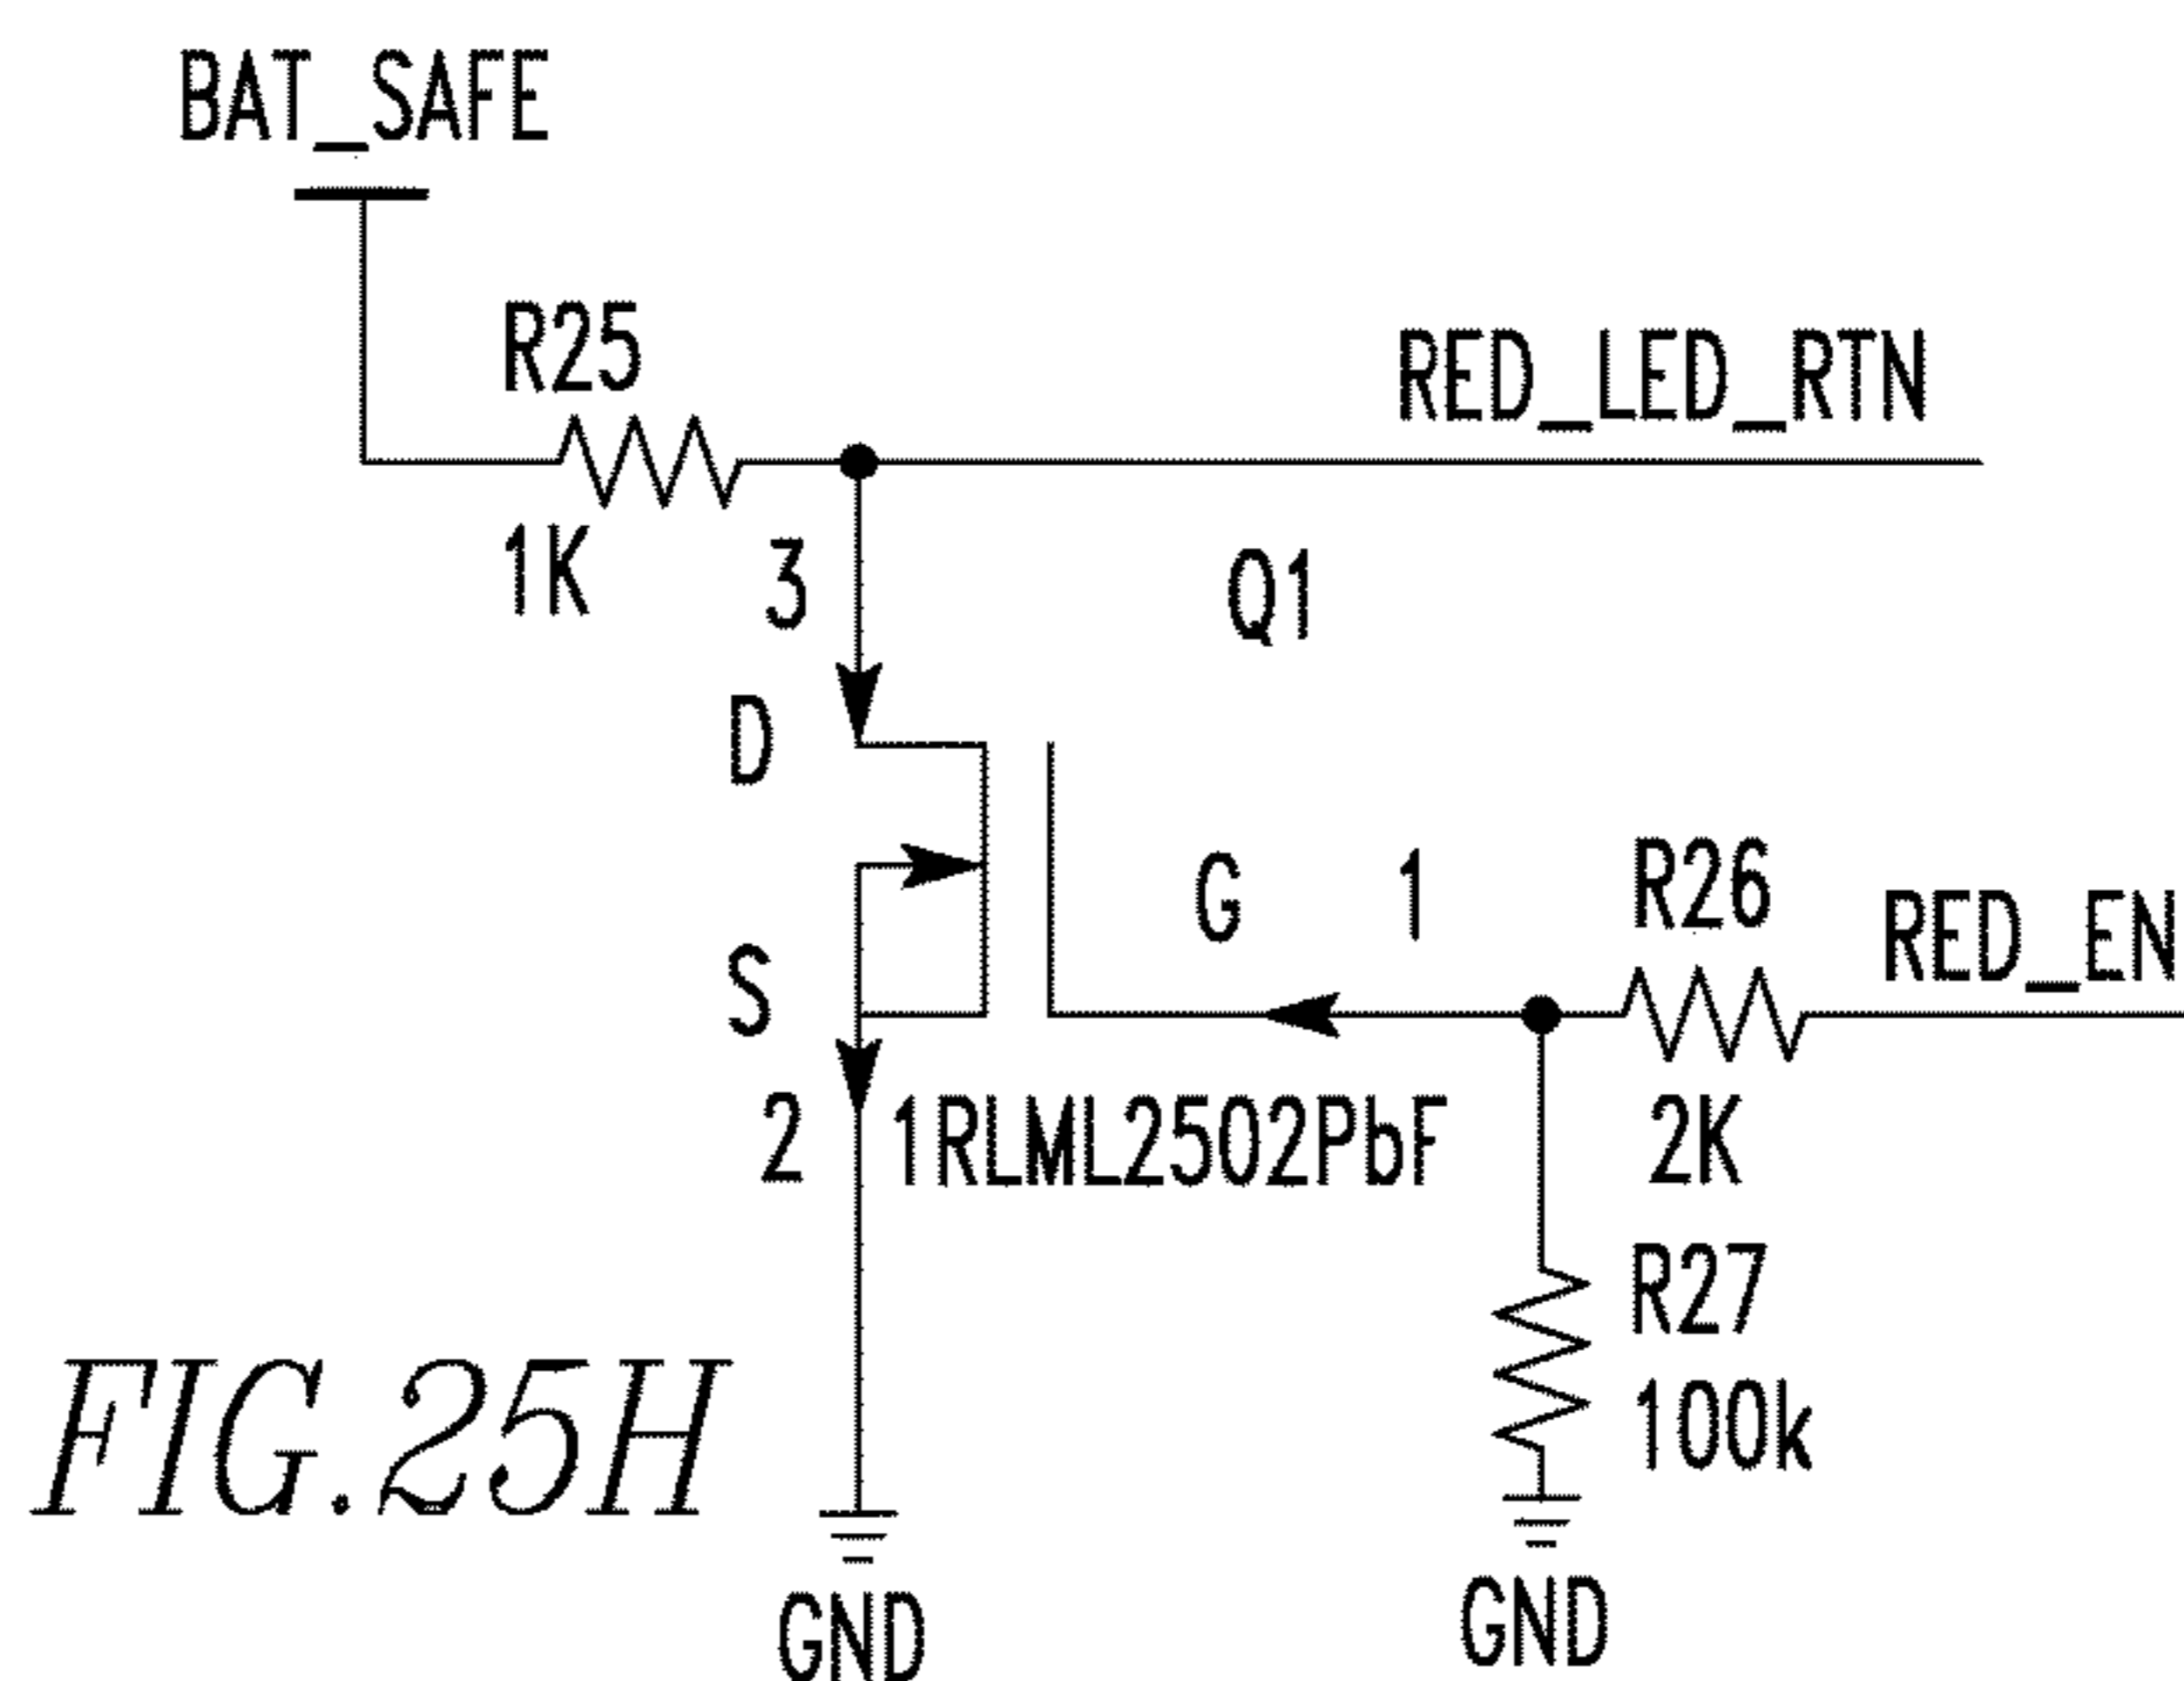 BAT_SAFE
R25
1K
RED_LED_RTN
3
Q1
D
G
1
S
2
1RLML2502PbF
R26
2K
RED_EN
R27
100k
GND
GND
FIG.25H